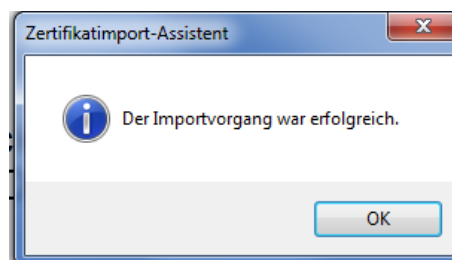 Zertifikatimport-Assistent
Der Importvorgang war erfolgreich.
OK